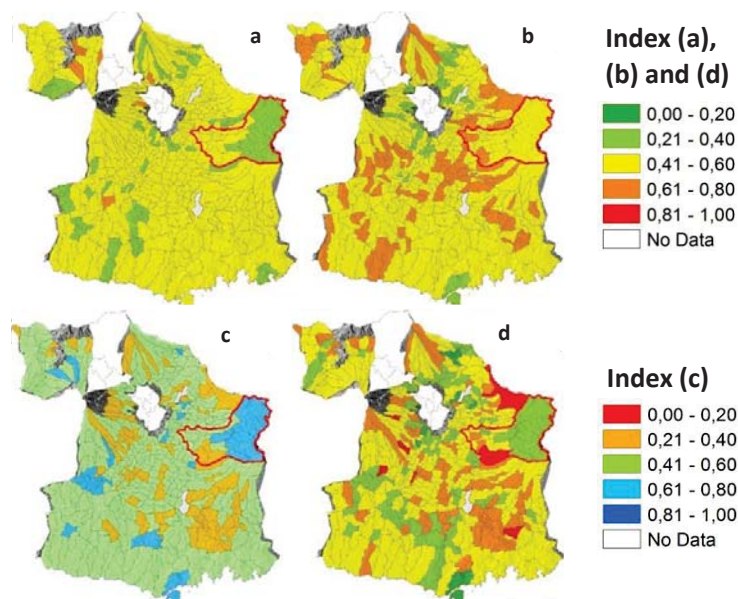 a
b
Index (a),
(b) and (d)
0,00 - 0,20
0,21 - 0,40
0,41 - 0,60
0,61 - 0,80
0,81 - 1,00
No Data
c
d
Index (c)
0,00 - 0,20
0,21 - 0,40
0,41 - 0,60
0,61 - 0,80
0,81 - 1,00
No Data